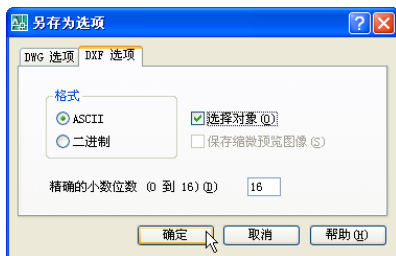 另存为选项
DWG 选项 DXF 选项
格式
ASCII
选择对象(O)
二进制
保存缩微预览图像(S)
精确的小数位数 (0 到 16)(D) 16
确定 取消 帮助(H)